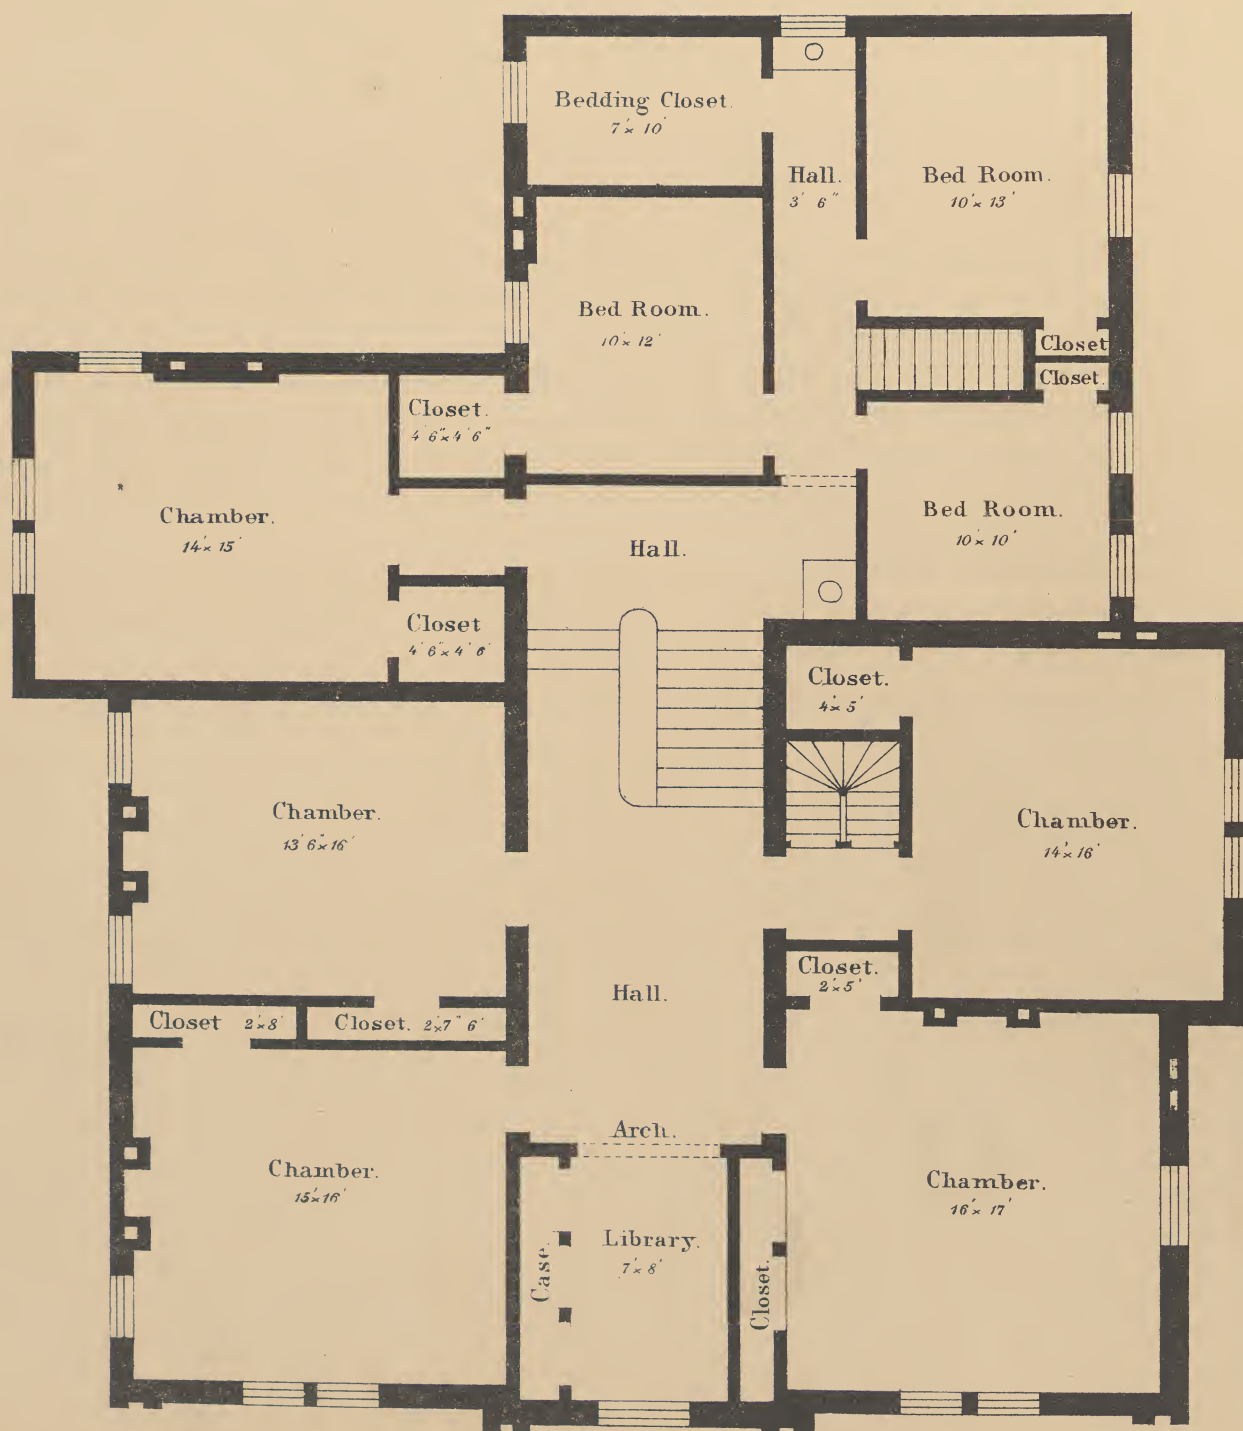 Bedding Closet.
7' × 10'
Hall.
3' 6"
Bed Room.
10' × 13'
Bed Room.
10' × 12'
Closet
Closet.
Closet.
4' 6" × 4' 6"
Chamber.
14' × 15'
Hall.
Bed Room.
10' × 10'
Closet
4' 6" × 4' 6'
Closet.
4' × 5'
Chamber.
13' 6" × 16'
Chamber.
14' × 16'
Closet.
2' × 5'
Hall.
Closet 2' × 8'
Closet. 2' × 7" 6'
Arch.
Chamber.
15' × 16'
Chamber.
16' × 17'
Case.
Library.
7' × 8'
Closet.